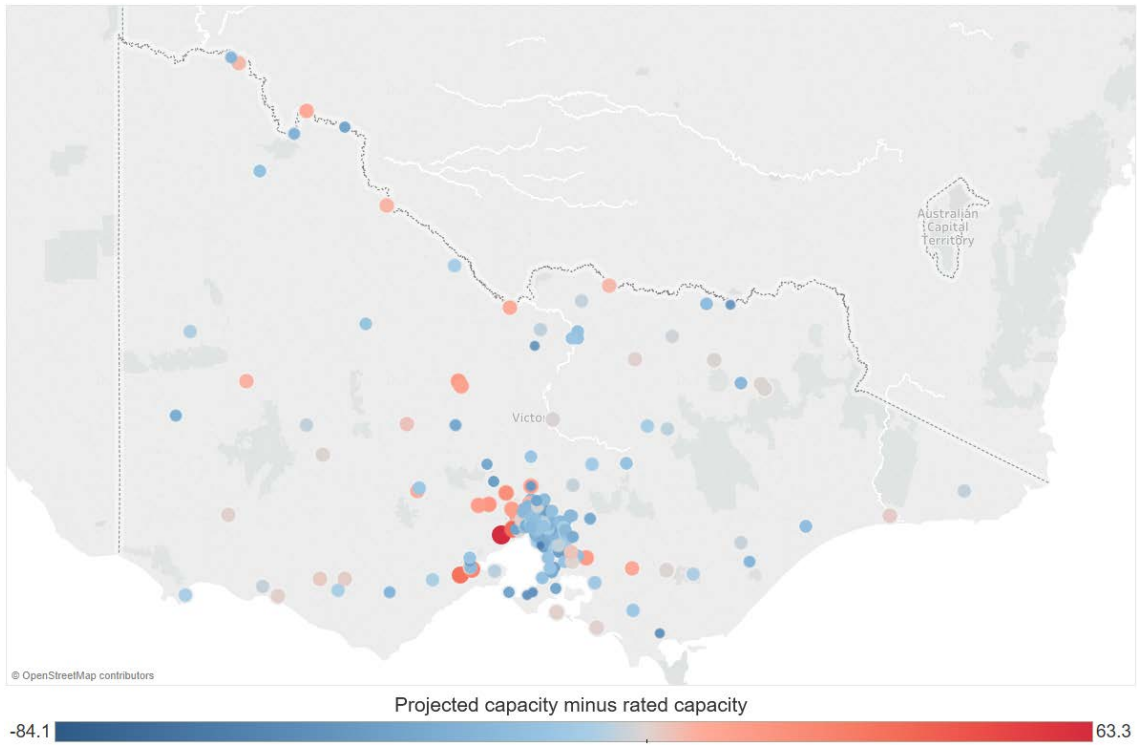 Australian
Capital
Territory
© OpenStreetMap contributors
Projected capacity minus rated capacity
-84.1
63.3